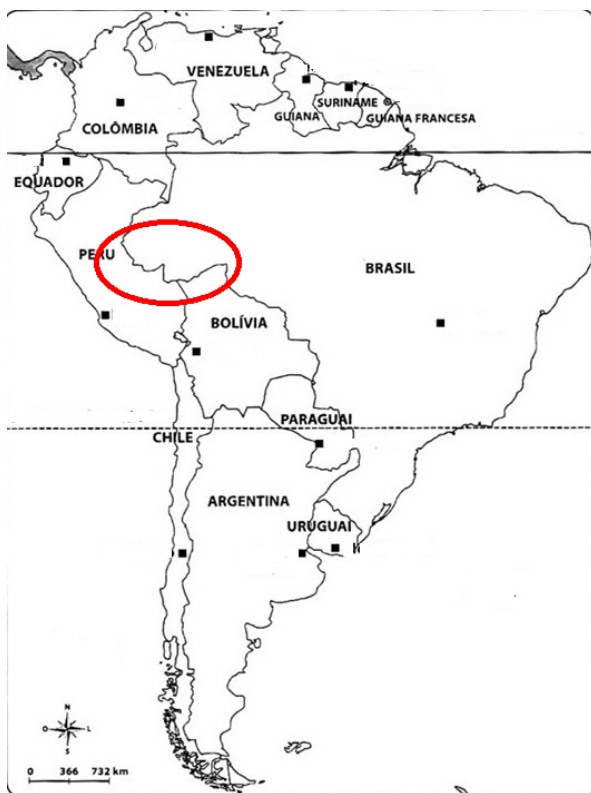 VENEZUELA
SURINAME
GUIANA
GUIANA FRANCESA
COLÔMBIA
EQUADOR
PERU
BRASIL
BOLÍVIA
PARAGUAI
CHILE
ARGENTINA
URUGUAI
N
O L
S
0 366 732 km